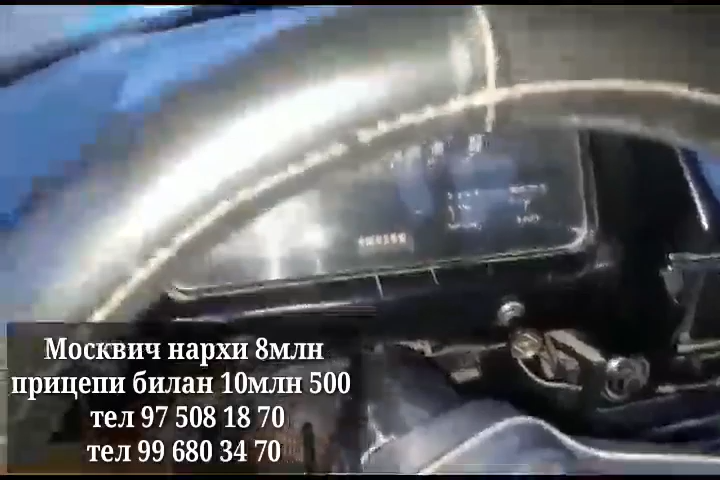 Москвич нархи 8млн
прицепи билан 10млн 500
тел 97 508 18 70
тел 99 680 34 70